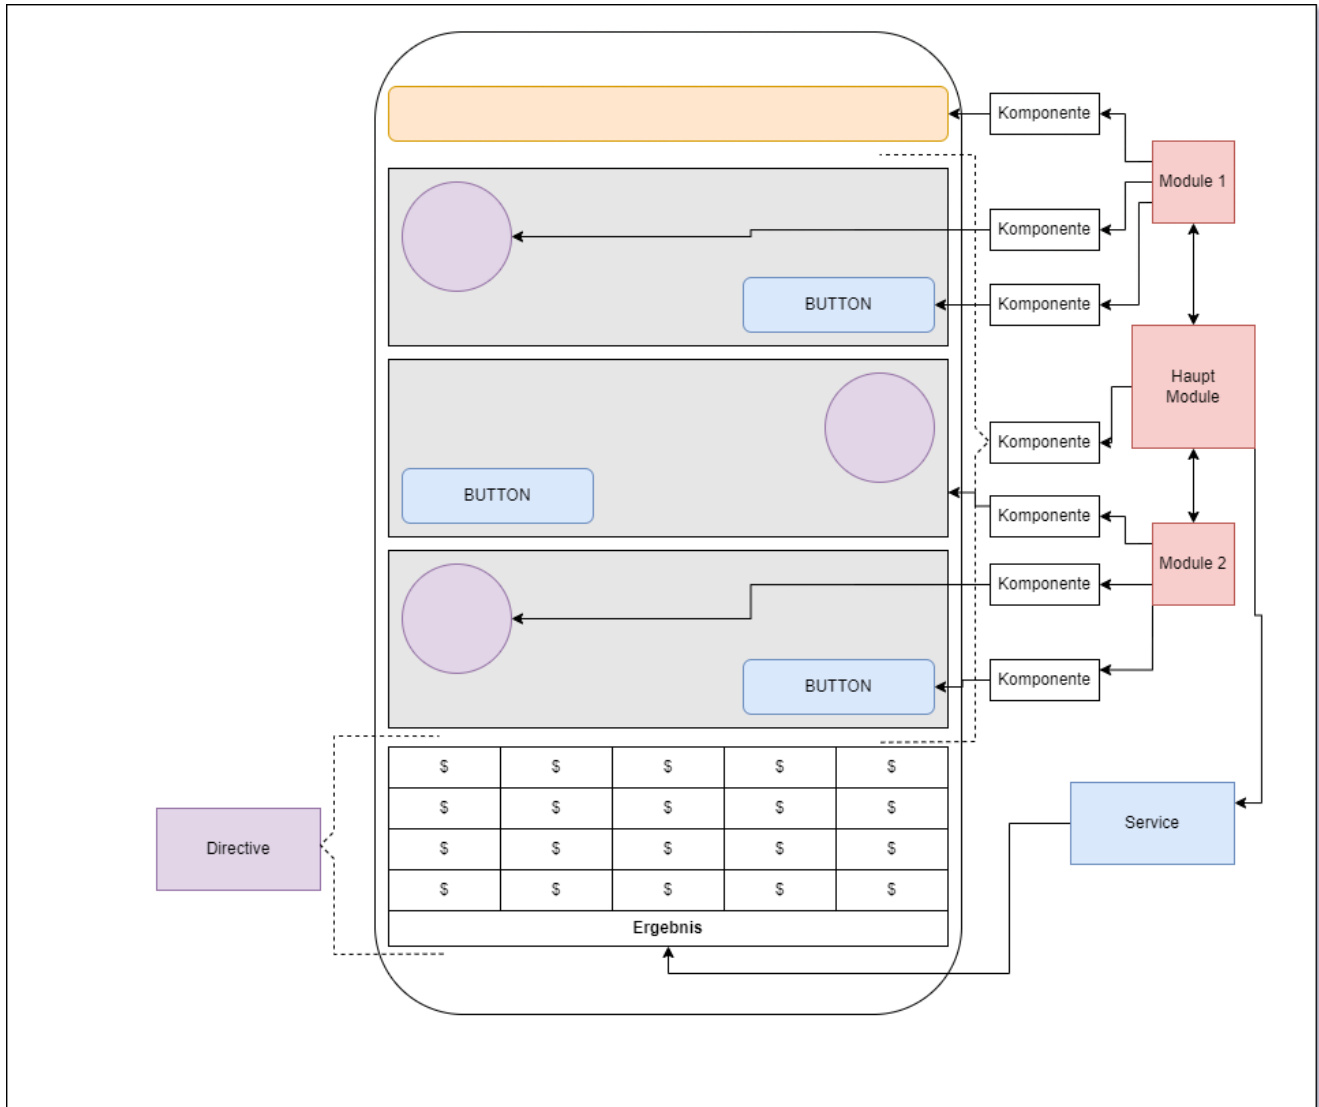 Komponente
Module 1
Komponente
BUTTON
Komponente
Haupt
Module
Komponente
BUTTON
Komponente
Module 2
Komponente
BUTTON
Komponente
$ $ $ $ $
$ $ $ $ $
$ $ $ $ $
$ $ $ $ $
Ergebnis
Directive
Service